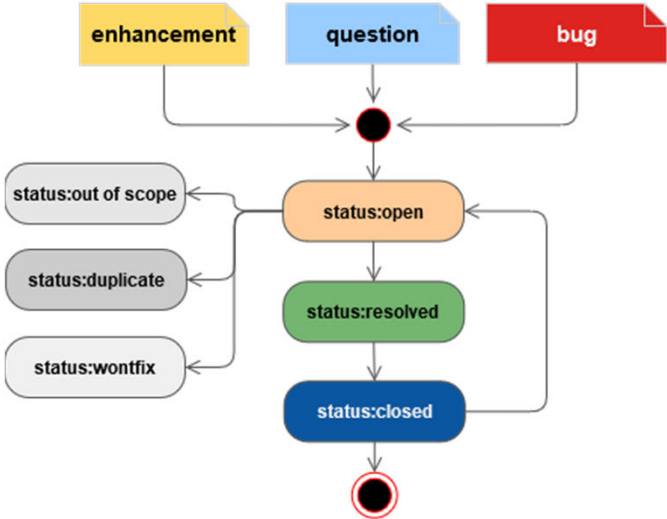 enhancement
question
bug
status:out of scope
status:open
status:duplicate
status:resolved
status:wontfix
status:closed